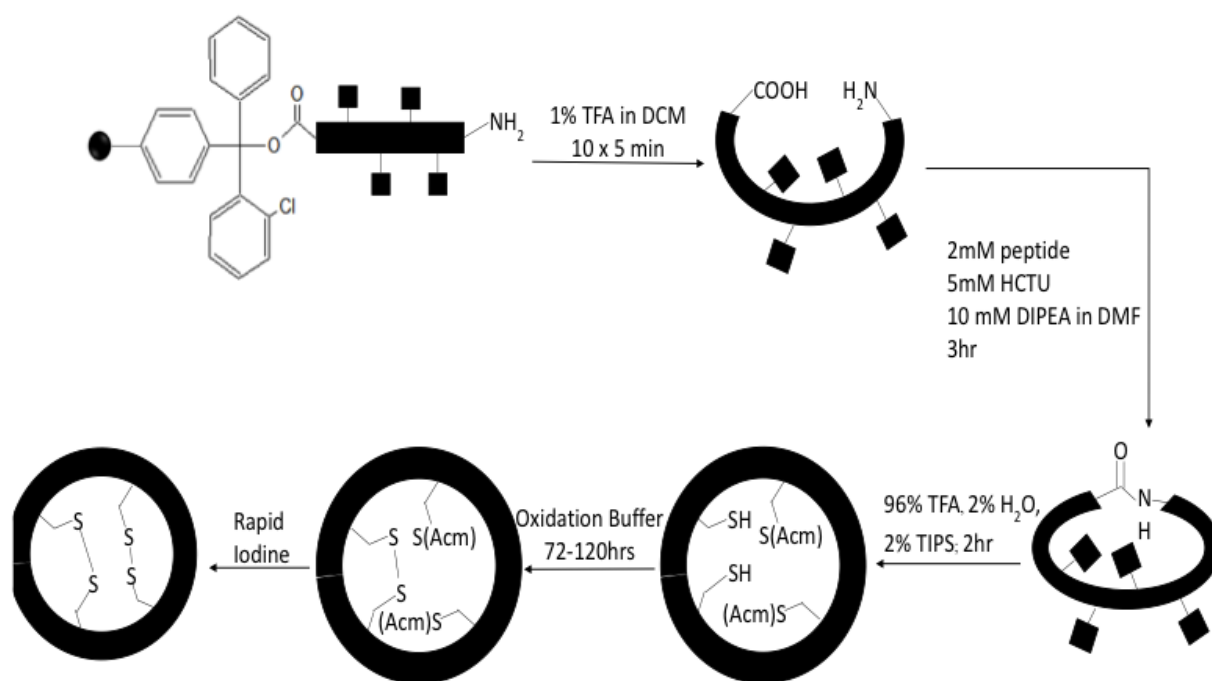 O
O
NH2
Cl
1% TFA in DCM
10 x 5 min
COOH
H2N
2mM peptide
5mM HCTU
10 mM DIPEA in DMF
3hr
O
N
H
96% TFA, 2% H2O,
2% TIPS; 2hr
SH
S(Acm)
SH
(Acm)S
Oxidation Buffer
72-120hrs
S
S(Acm)
S
(Acm)S
Rapid
Iodine
S
S
S
S